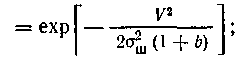 = exp[ − V² / 2σ²ш (1 + b) ];